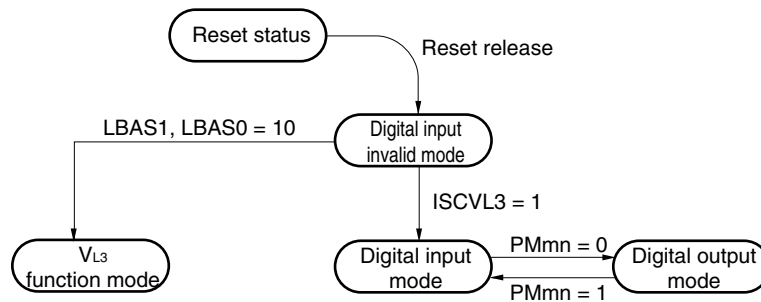 Reset status
Reset release
LBAS1, LBAS0 = 10
Digital input
invalid mode
ISCVL3 = 1
VL3
function mode
Digital input
mode
PMmn = 0
PMmn = 1
Digital output
mode